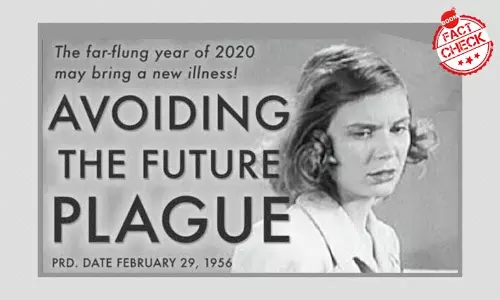 The far-flung year of 2020
may bring a new illness!
AVOIDING
THE FUTURE
PLAGUE
PRD. DATE FEBRUARY 29, 1956
100%
FACT
CHECK